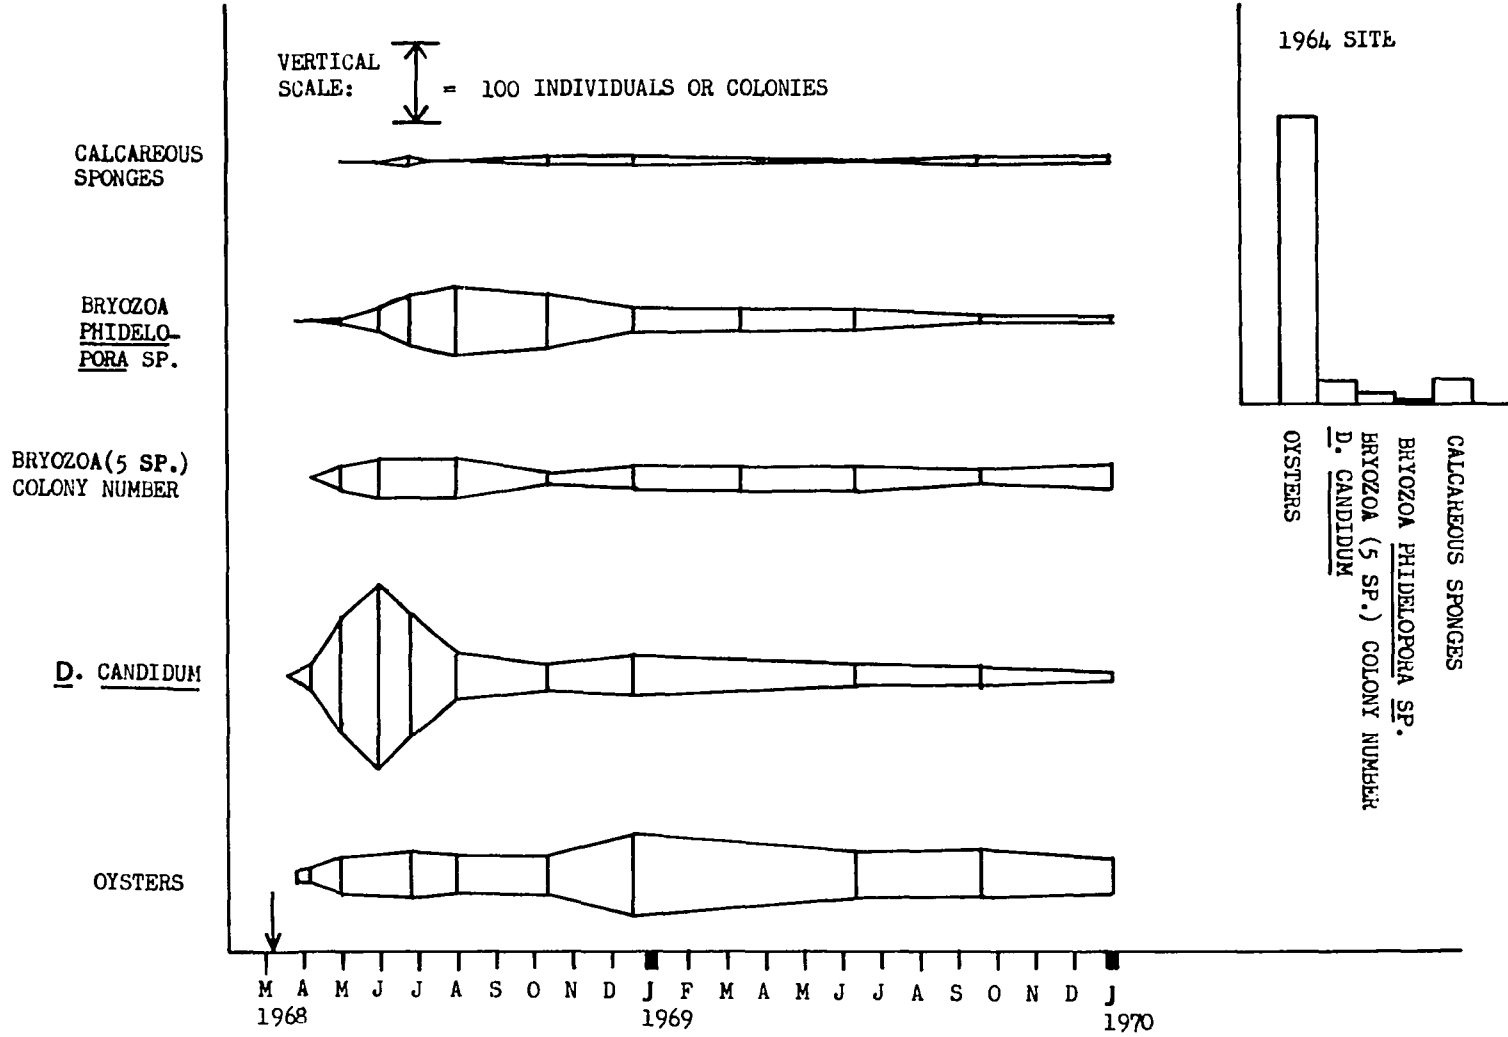 VERTICAL
SCALE:
= 100 INDIVIDUALS OR COLONIES
1964 SITE
CALCAREOUS
SPONGES
BRYOZOA
PHIDELO-
PORA SP.
BRYOZOA(5 SP.)
COLONY NUMBER
D. CANDIDUM
OYSTERS
M A M J J A S O N D J F M A M J J A S O N D J
1968 1969 1970
OYSTERS
D. CANDIDUM
BRYOZOA (5 SP.) COLONY NUMBER
BRYOZOA PHIDELOPORA SP.
CALCAREOUS SPONGES